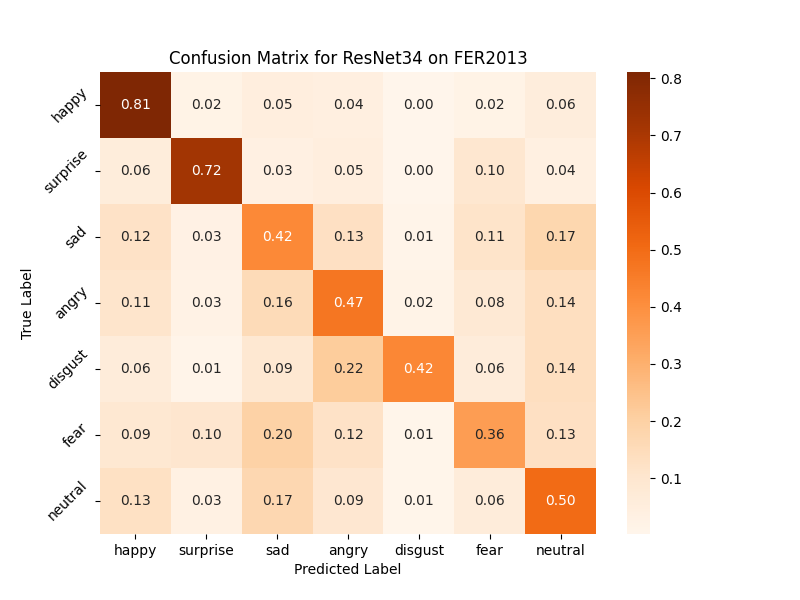 Confusion Matrix for ResNet34 on FER2013
True Label
happy 0.81 0.02 0.05 0.04 0.00 0.02 0.06
surprise 0.06 0.72 0.03 0.05 0.00 0.10 0.04
sad 0.12 0.03 0.42 0.13 0.01 0.11 0.17
angry 0.11 0.03 0.16 0.47 0.02 0.08 0.14
disgust 0.06 0.01 0.09 0.22 0.42 0.06 0.14
fear 0.09 0.10 0.20 0.12 0.01 0.36 0.13
neutral 0.13 0.03 0.17 0.09 0.01 0.06 0.50
happy surprise sad angry disgust fear neutral
Predicted Label
0.8
0.7
0.6
0.5
0.4
0.3
0.2
0.1